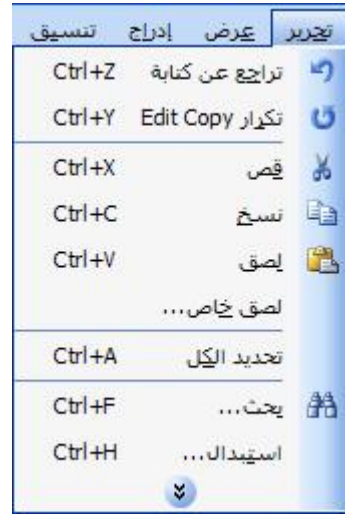 تحرير عرض إدراج تنسيق
تراجع عن كتابة Ctrl+Z
تكرار Edit Copy Ctrl+Y
قص Ctrl+X
نسخ Ctrl+C
لصق Ctrl+V
لصق خاص...
تحديد الكل Ctrl+A
بحث... Ctrl+F
استبدال... Ctrl+H